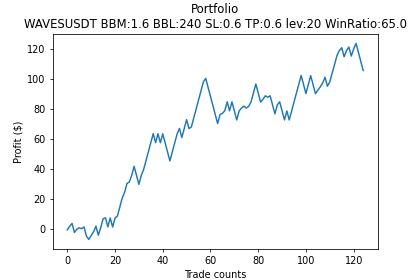 Portfolio
WAVESUSDT BBM:1.6 BBL:240 SL:0.6 TP:0.6 lev:20 WinRatio:65.0
120
100
80
60
40
20
0
Profit ($)
0 20 40 60 80 100 120
Trade counts